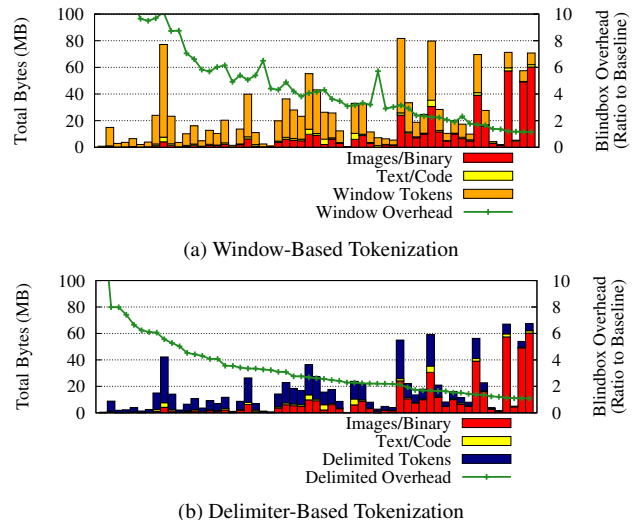 100
80
60
40
20
0
Total Bytes (MB)
10
8
6
4
2
0
Blindbox Overhead
(Ratio to Baseline)
Images/Binary
Text/Code
Window Tokens
Window Overhead
(a) Window-Based Tokenization
100
80
60
40
20
0
Total Bytes (MB)
10
8
6
4
2
0
Blindbox Overhead
(Ratio to Baseline)
Images/Binary
Text/Code
Delimited Tokens
Delimited Overhead
(b) Delimiter-Based Tokenization